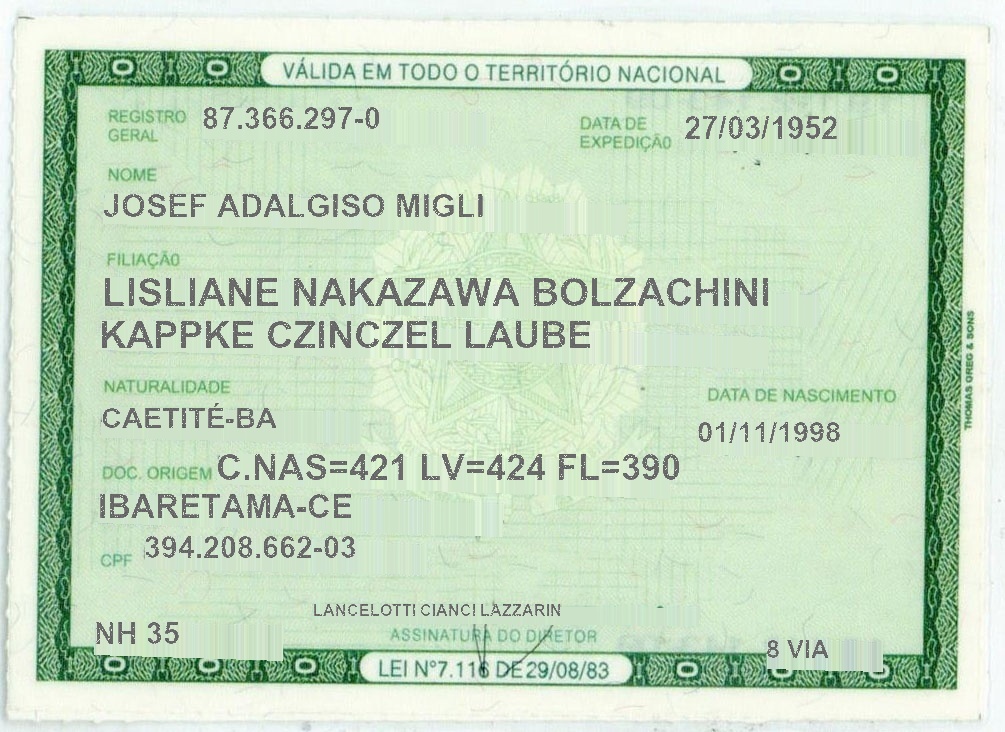 VÁLIDA EM TODO O TERRITÓRIO NACIONAL
REGISTRO GERAL 87.366.297-0
DATA DE EXPEDIÇÃO 27/03/1952
NOME
JOSEF ADALGISO MIGLI
FILIAÇÃO
LISLIANE NAKAZAWA BOLZACHINI
KAPPKE CZINCZEL LAUBE
NATURALIDADE
CAETITÉ-BA
DATA DE NASCIMENTO
01/11/1998
DOC. ORIGEM C.NAS=421 LV=424 FL=390
IBARETAMA-CE
CPF 394.208.662-03
LANCELOTTI CIANCI LAZZARIN
NH 35
ASSINATURA DO DIRETOR
8 VIA
LEI Nº7.116 DE 29/08/83
THOMAS GREG & SONS